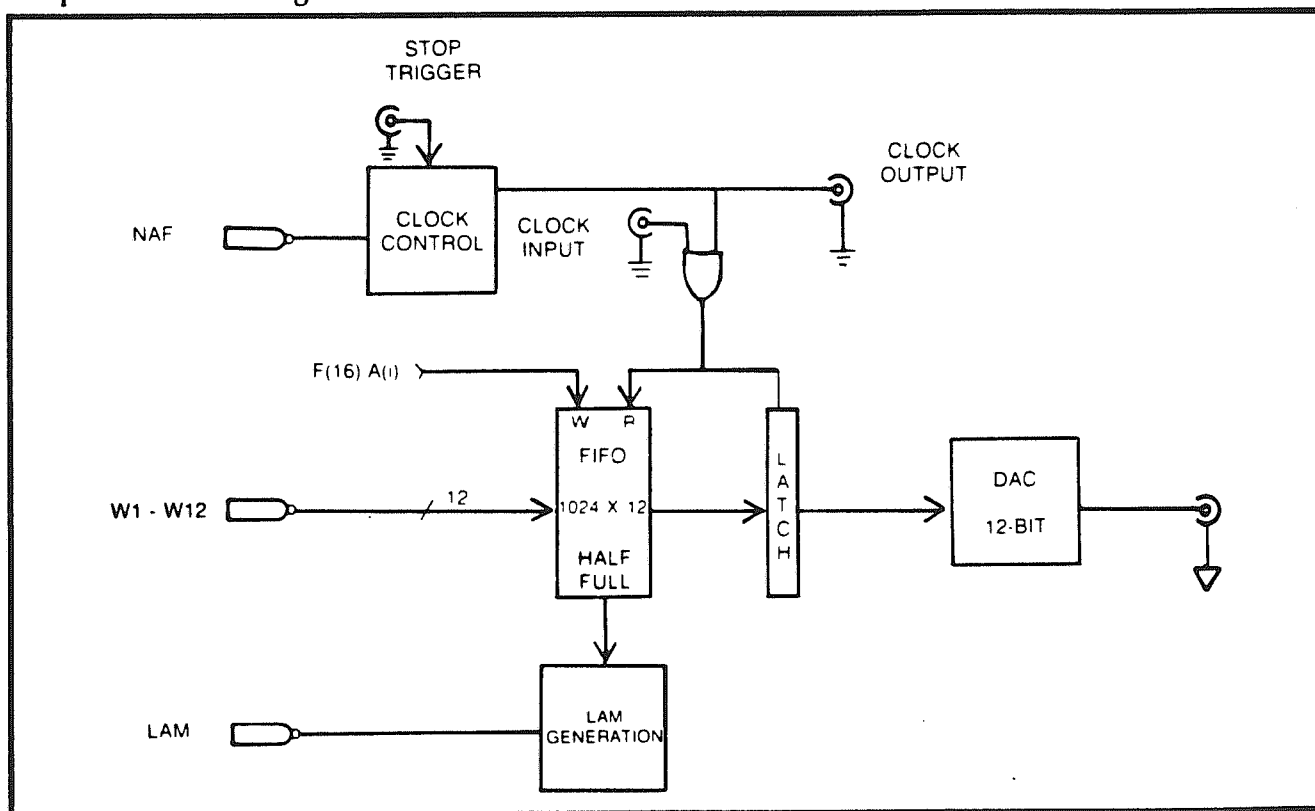 STOP
TRIGGER
CLOCK
OUTPUT
CLOCK
CONTROL
CLOCK
INPUT
NAF
F(16) A(I)
W R
FIFO
W1 - W12
12
1024 X 12
HALF
FULL
LATCH
DAC
12-BIT
LAM
LAM
GENERATION